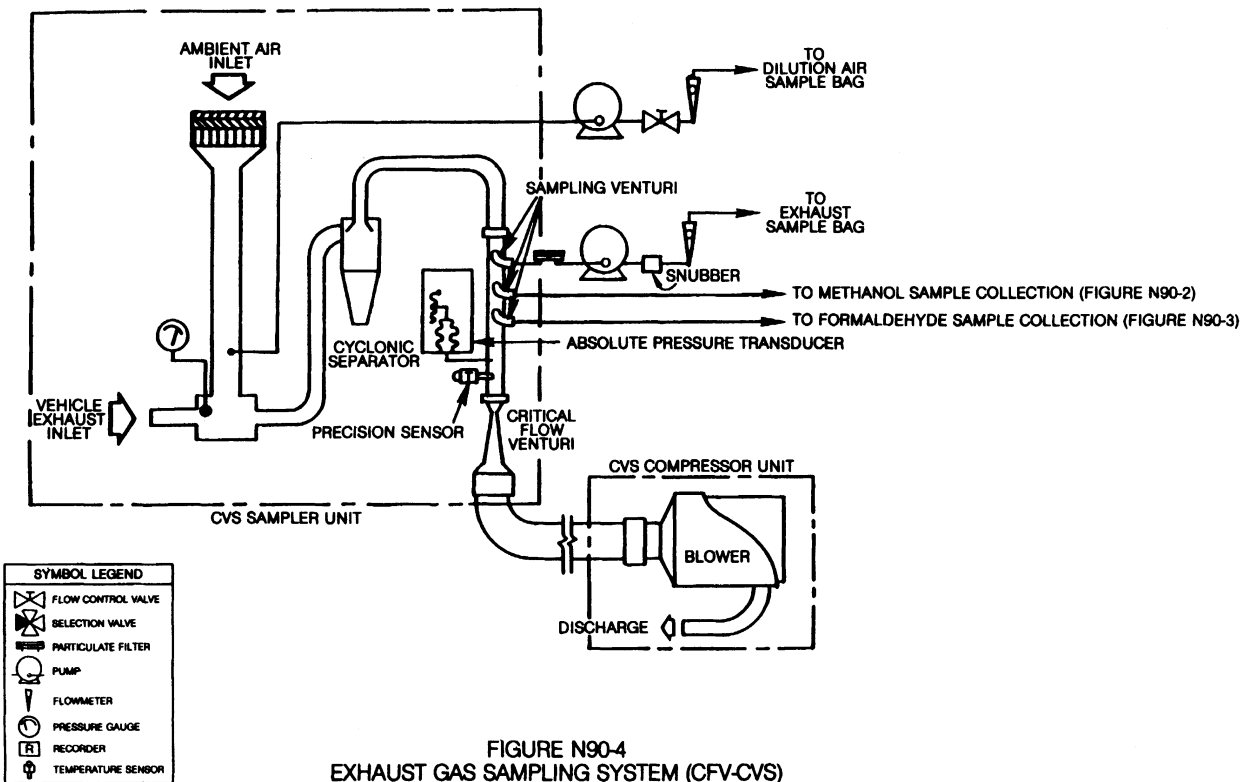 AMBIENT AIR
INLET
TO
DILUTION AIR
SAMPLE BAG
SAMPLING VENTURI
TO
EXHAUST
SAMPLE BAG
SNUBBER
TO METHANOL SAMPLE COLLECTION (FIGURE N90-2)
TO FORMALDEHYDE SAMPLE COLLECTION (FIGURE N90-3)
CYCLONIC
SEPARATOR
ABSOLUTE PRESSURE TRANSDUCER
VEHICLE
EXHAUST
INLET
PRECISION SENSOR
CRITICAL
FLOW
VENTURI
CVS COMPRESSOR UNIT
CVS SAMPLER UNIT
BLOWER
DISCHARGE
SYMBOL LEGEND
FLOW CONTROL VALVE
SELECTION VALVE
PARTICULATE FILTER
PUMP
FLOWMETER
PRESSURE GAUGE
R RECORDER
TEMPERATURE SENSOR
FIGURE N90-4
EXHAUST GAS SAMPLING SYSTEM (CFV-CVS)